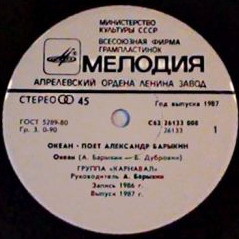 МИНИСТЕРСТВО
КУЛЬТУРЫ СССР
ВСЕСОЮЗНАЯ ФИРМА
ГРАМПЛАСТИНОК
МЕЛОДИЯ
АПРЕЛЕВСКИЙ ОРДЕНА ЛЕНИНА ЗАВОД
СТЕРЕО 45 Год выпуска 1987
ГОСТ 5289-80 С62 26133 008
Гр. 3. 0-90 26133 1
ОКЕАН - ПОЕТ АЛЕКСАНДР БАРЫКИН
Океан (А. Барыкин — Е. Дубровин)
ГРУППА «КАРНАВАЛ»
Руководитель А. Барыкин
Запись 1986 г.
Выпуск 1987 г.